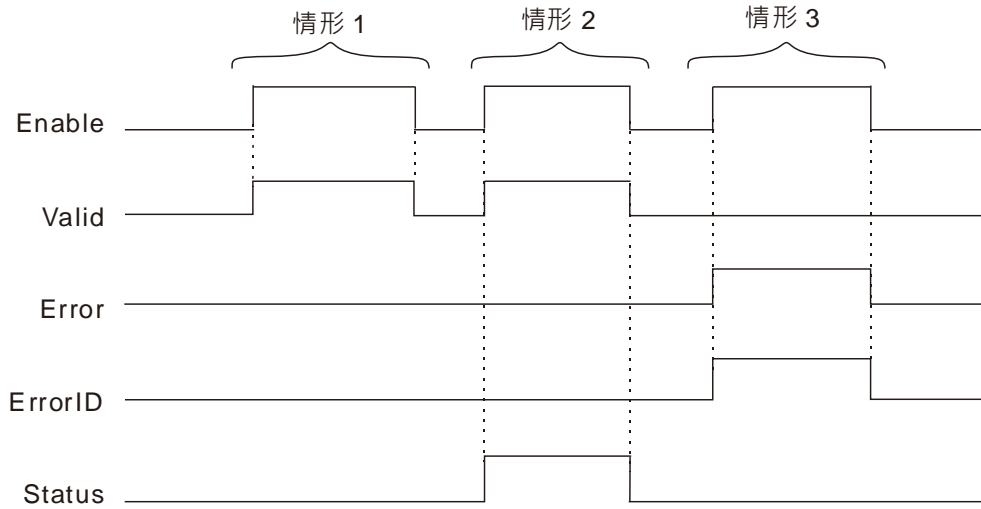 情形 1
情形 2
情形 3
Enable
Valid
Error
ErrorID
Status